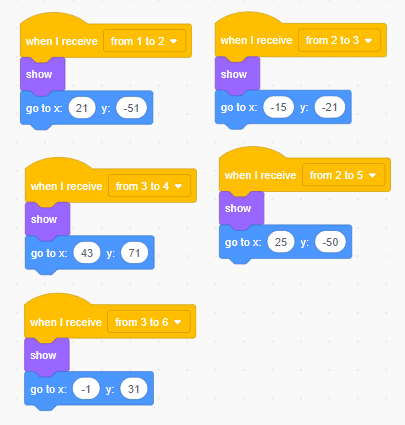 when I receive from 1 to 2
show
go to x: 21 y: -51
when I receive from 2 to 3
show
go to x: -15 y: -21
when I receive from 3 to 4
show
go to x: 43 y: 71
when I receive from 2 to 5
show
go to x: 25 y: -50
when I receive from 3 to 6
show
go to x: -1 y: 31